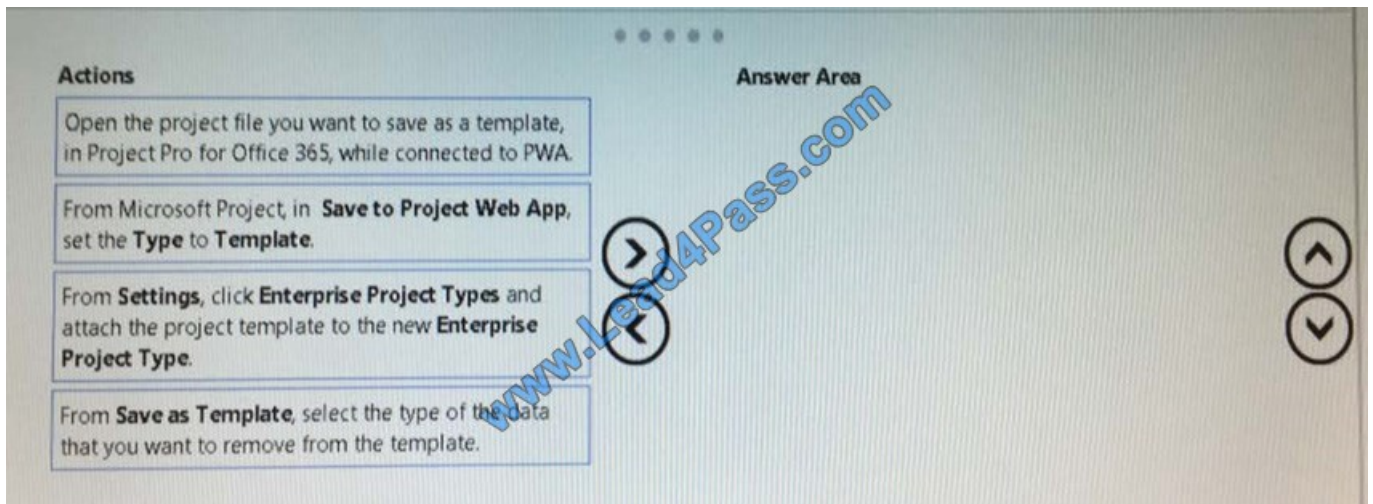 Actions
Answer Area
Open the project file you want to save as a template,
in Project Pro for Office 365, while connected to PWA.
From Microsoft Project, in Save to Project Web App,
set the Type to Template.
From Settings, click Enterprise Project Types and
attach the project template to the new Enterprise
Project Type.
From Save as Template, select the type of the data
that you want to remove from the template.
www.Lead4Pass.com